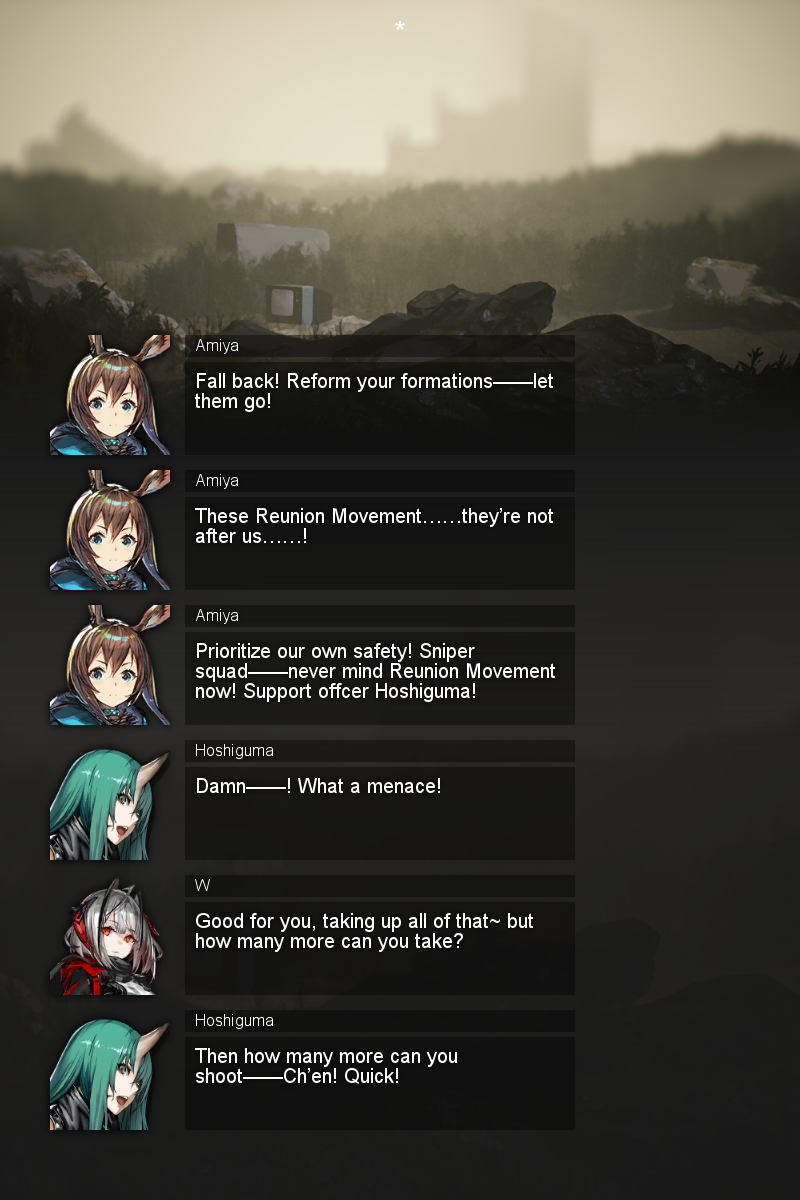 *
Amiya
Fall back! Reform your formations——let
them go!
Amiya
These Reunion Movement……they’re not
after us……!
Amiya
Prioritize our own safety! Sniper
squad——never mind Reunion Movement
now! Support offcer Hoshiguma!
Hoshiguma
Damn——! What a menace!
W
Good for you, taking up all of that~ but
how many more can you take?
Hoshiguma
Then how many more can you
shoot——Ch’en! Quick!